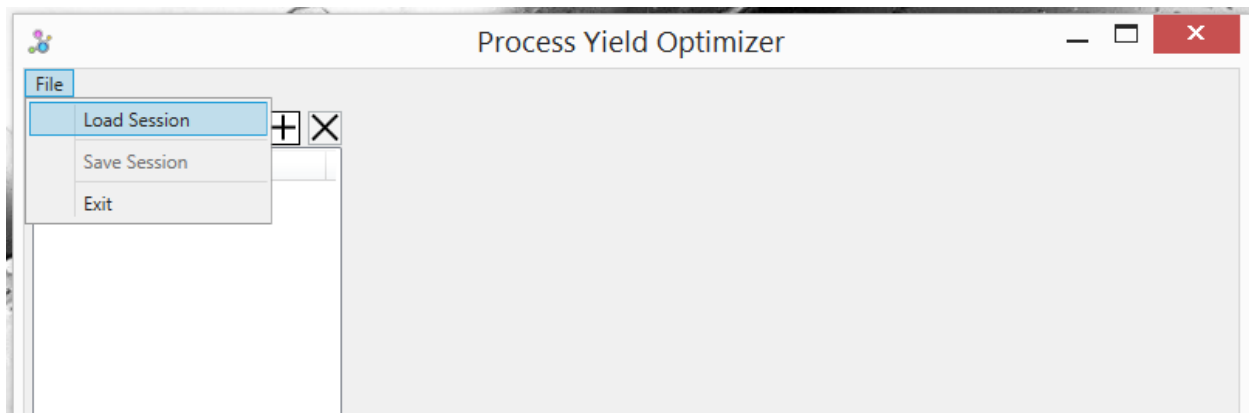 Process Yield Optimizer
File
Load Session
Save Session
Exit